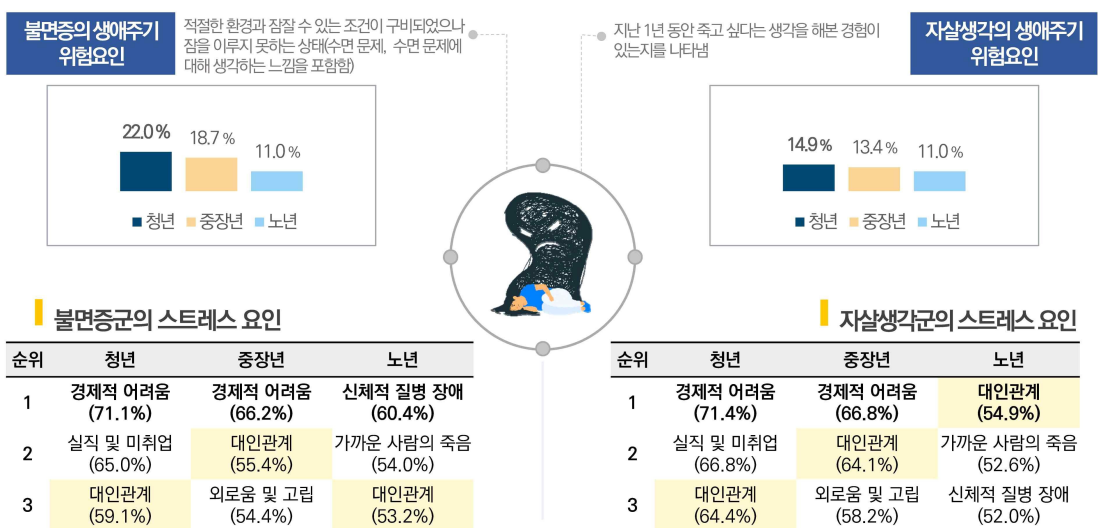 불면증의 생애주기
위험요인
적절한 환경과 잠잘 수 있는 조건이 구비되었으나
잠을 이루지 못하는 상태(수면 문제, 수면 문제에
대해 생각하는 느낌을 포함함)
지난 1년 동안 죽고 싶다는 생각을 해본 경험이
있는지를 나타냄
자살생각의 생애주기
위험요인
22.0% 18.7% 11.0%
■ 청년 ■ 중장년 ■ 노년
14.9% 13.4% 11.0%
■ 청년 ■ 중장년 ■ 노년
불면증군의 스트레스 요인
순위 청년 중장년 노년
1 경제적 어려움 경제적 어려움 신체적 질병 장애
(71.1%) (66.2%) (60.4%)
2 실직 및 미취업 대인관계 가까운 사람의 죽음
(65.0%) (55.4%) (54.0%)
3 대인관계 외로움 및 고립 대인관계
(59.1%) (54.4%) (53.2%)
자살생각군의 스트레스 요인
순위 청년 중장년 노년
1 경제적 어려움 경제적 어려움 대인관계
(71.4%) (66.8%) (54.9%)
2 실직 및 미취업 대인관계 가까운 사람의 죽음
(66.8%) (64.1%) (52.6%)
3 대인관계 외로움 및 고립 신체적 질병 장애
(64.4%) (58.2%) (52.0%)